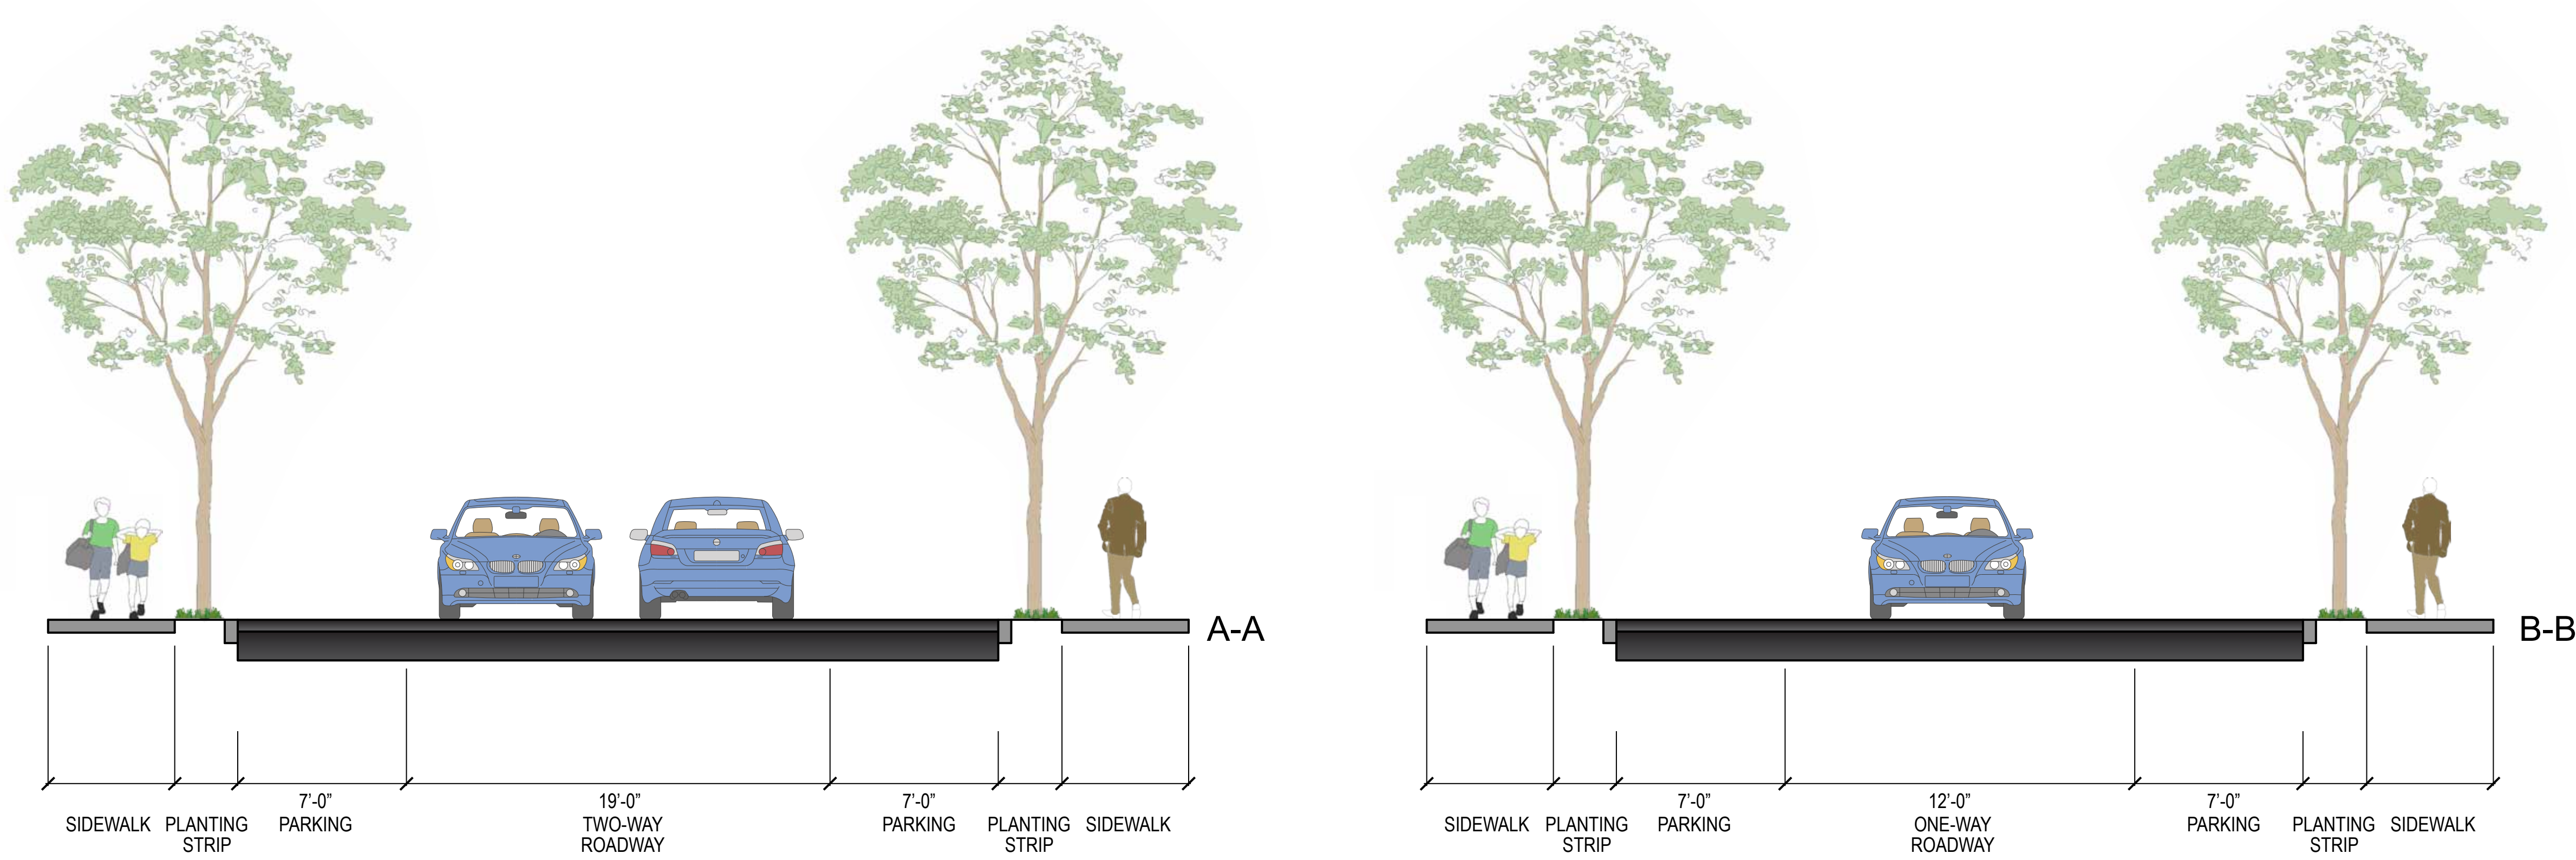 A-A
7'-0”
19'-0”
7'-0”
SIDEWALK PLANTING STRIP PARKING TWO-WAY ROADWAY PARKING PLANTING STRIP SIDEWALK
B-B
7'-0”
12'-0”
7'-0”
SIDEWALK PLANTING STRIP PARKING ONE-WAY ROADWAY PARKING PLANTING STRIP SIDEWALK